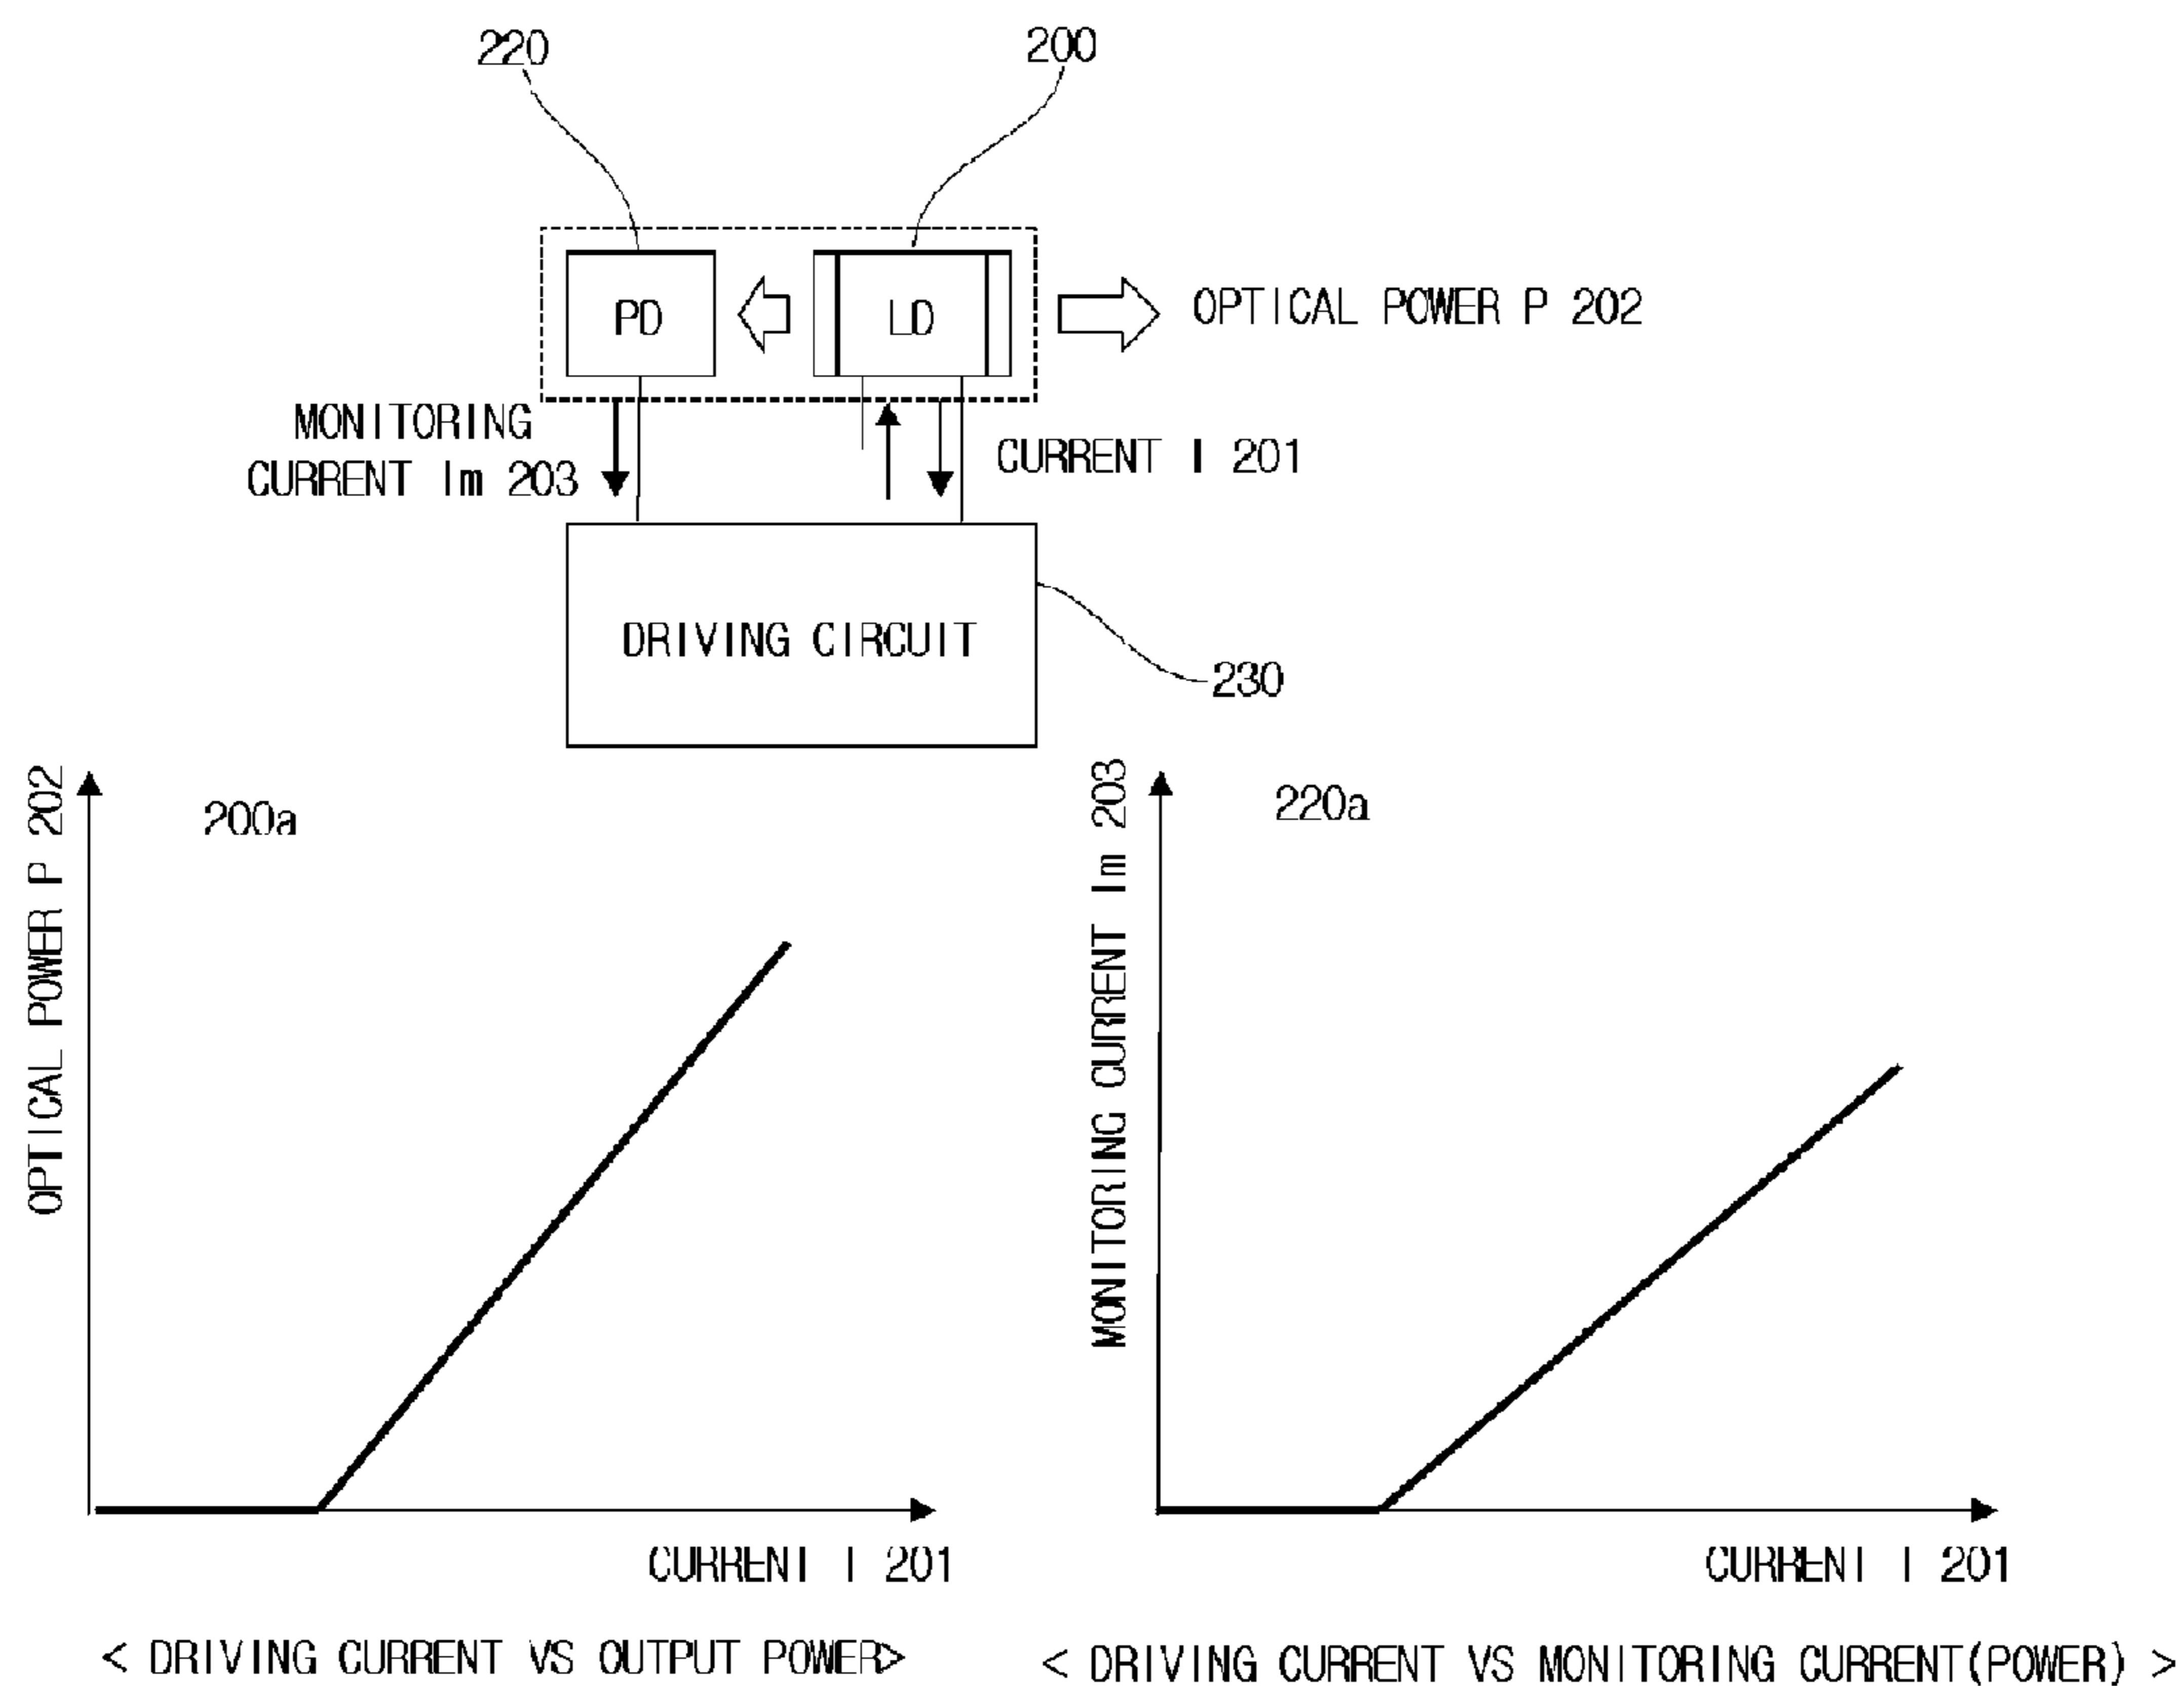 220
200
PD
LD
OPTICAL POWER P 202
MONITORING
CURRENT Im 203
CURRENT I 201
DRIVING CIRCUIT
230
OPTICAL POWER P 202
200a
CURRENT I 201
< DRIVING CURRENT VS OUTPUT POWER>
MONITORING CURRENT Im 203
220a
CURRENT I 201
< DRIVING CURRENT VS MONITORING CURRENT(POWER) >